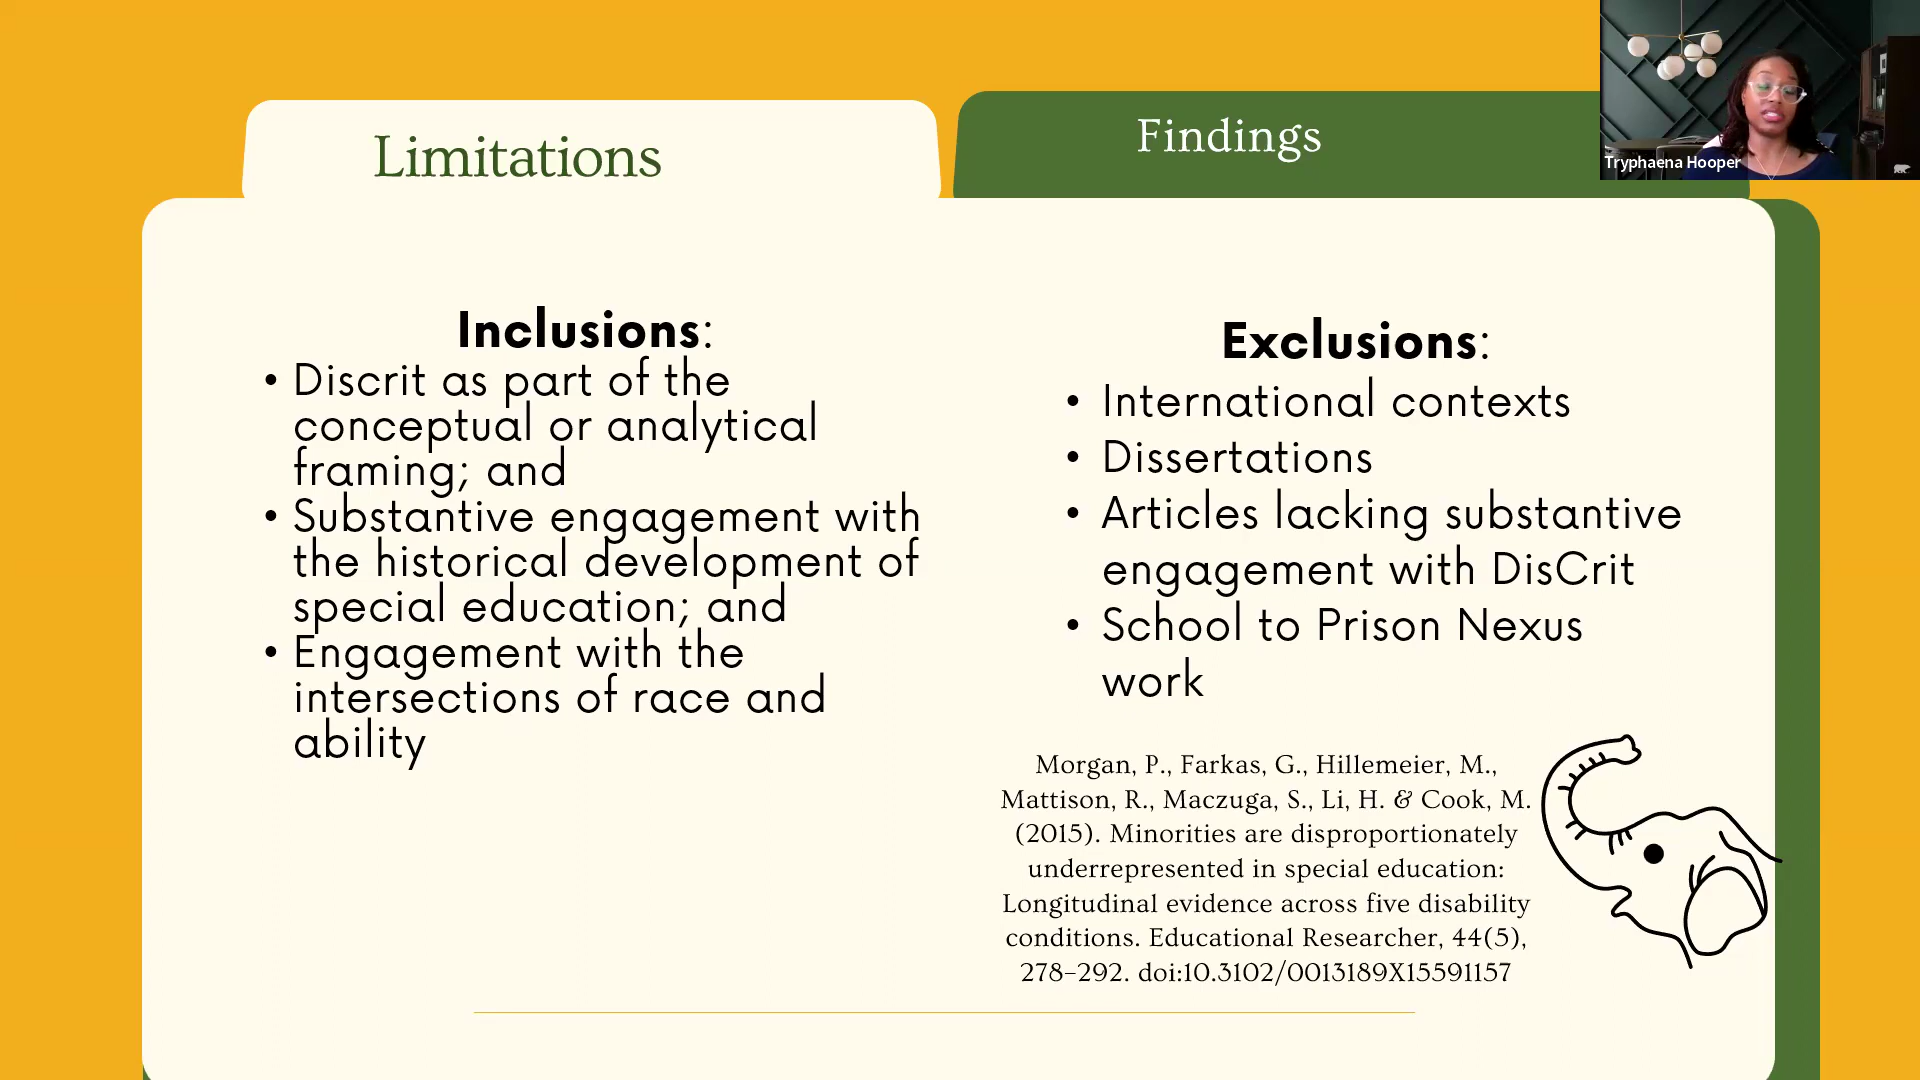 Limitations
Findings
Tryphaena Hooper
Inclusions:
• Discrit as part of the
conceptual or analytical
framing; and
• Substantive engagement with
the historical development of
special education; and
• Engagement with the
intersections of race and
ability
Exclusions:
• International contexts
• Dissertations
• Articles lacking substantive
engagement with DisCrit
• School to Prison Nexus
work
Morgan, P., Farkas, G., Hillemeier, M.,
Mattison, R., Maczuga, S., Li, H. & Cook, M.
(2015). Minorities are disproportionately
underrepresented in special education:
Longitudinal evidence across five disability
conditions. Educational Researcher, 44(5),
278–292. doi:10.3102/0013189X15591157